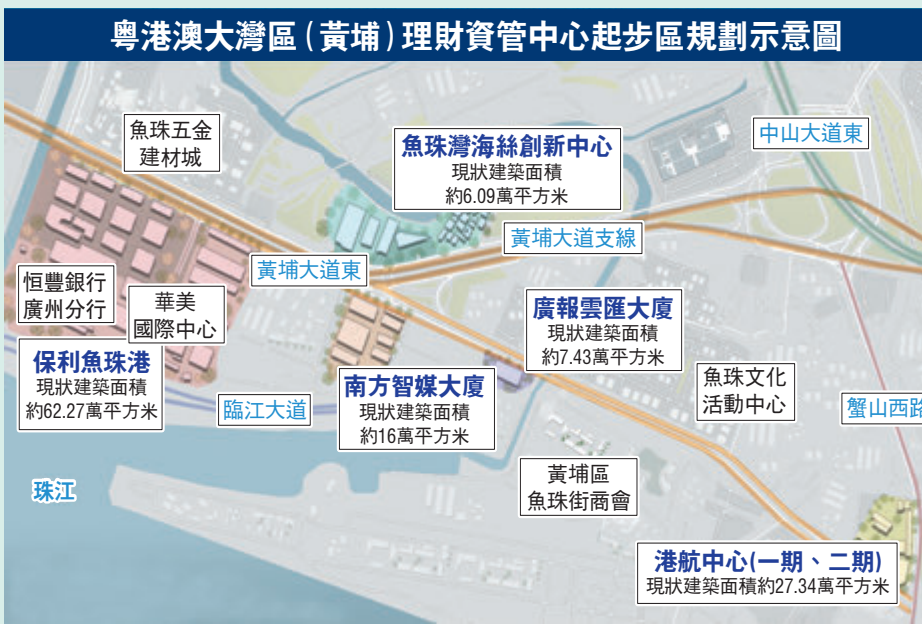 粵港澳大灣區(黃埔)理財資管中心起步區規劃示意圖
魚珠五金
建材城
魚珠灣海絲創新中心
現狀建築面積
約6.09萬平方米
中山大道東
黃埔大道支線
黃埔大道東
恒豐銀行
廣州分行
華美
國際中心
廣報雲匯大廈
現狀建築面積
約7.43萬平方米
保利魚珠港
現狀建築面積
約62.27萬平方米
臨江大道
南方智媒大廈
現狀建築面積
約16萬平方米
魚珠文化
活動中心
蟹山西路
珠江
黃埔區
魚珠街商會
港航中心(一期、二期)
現狀建築面積約27.34萬平方米